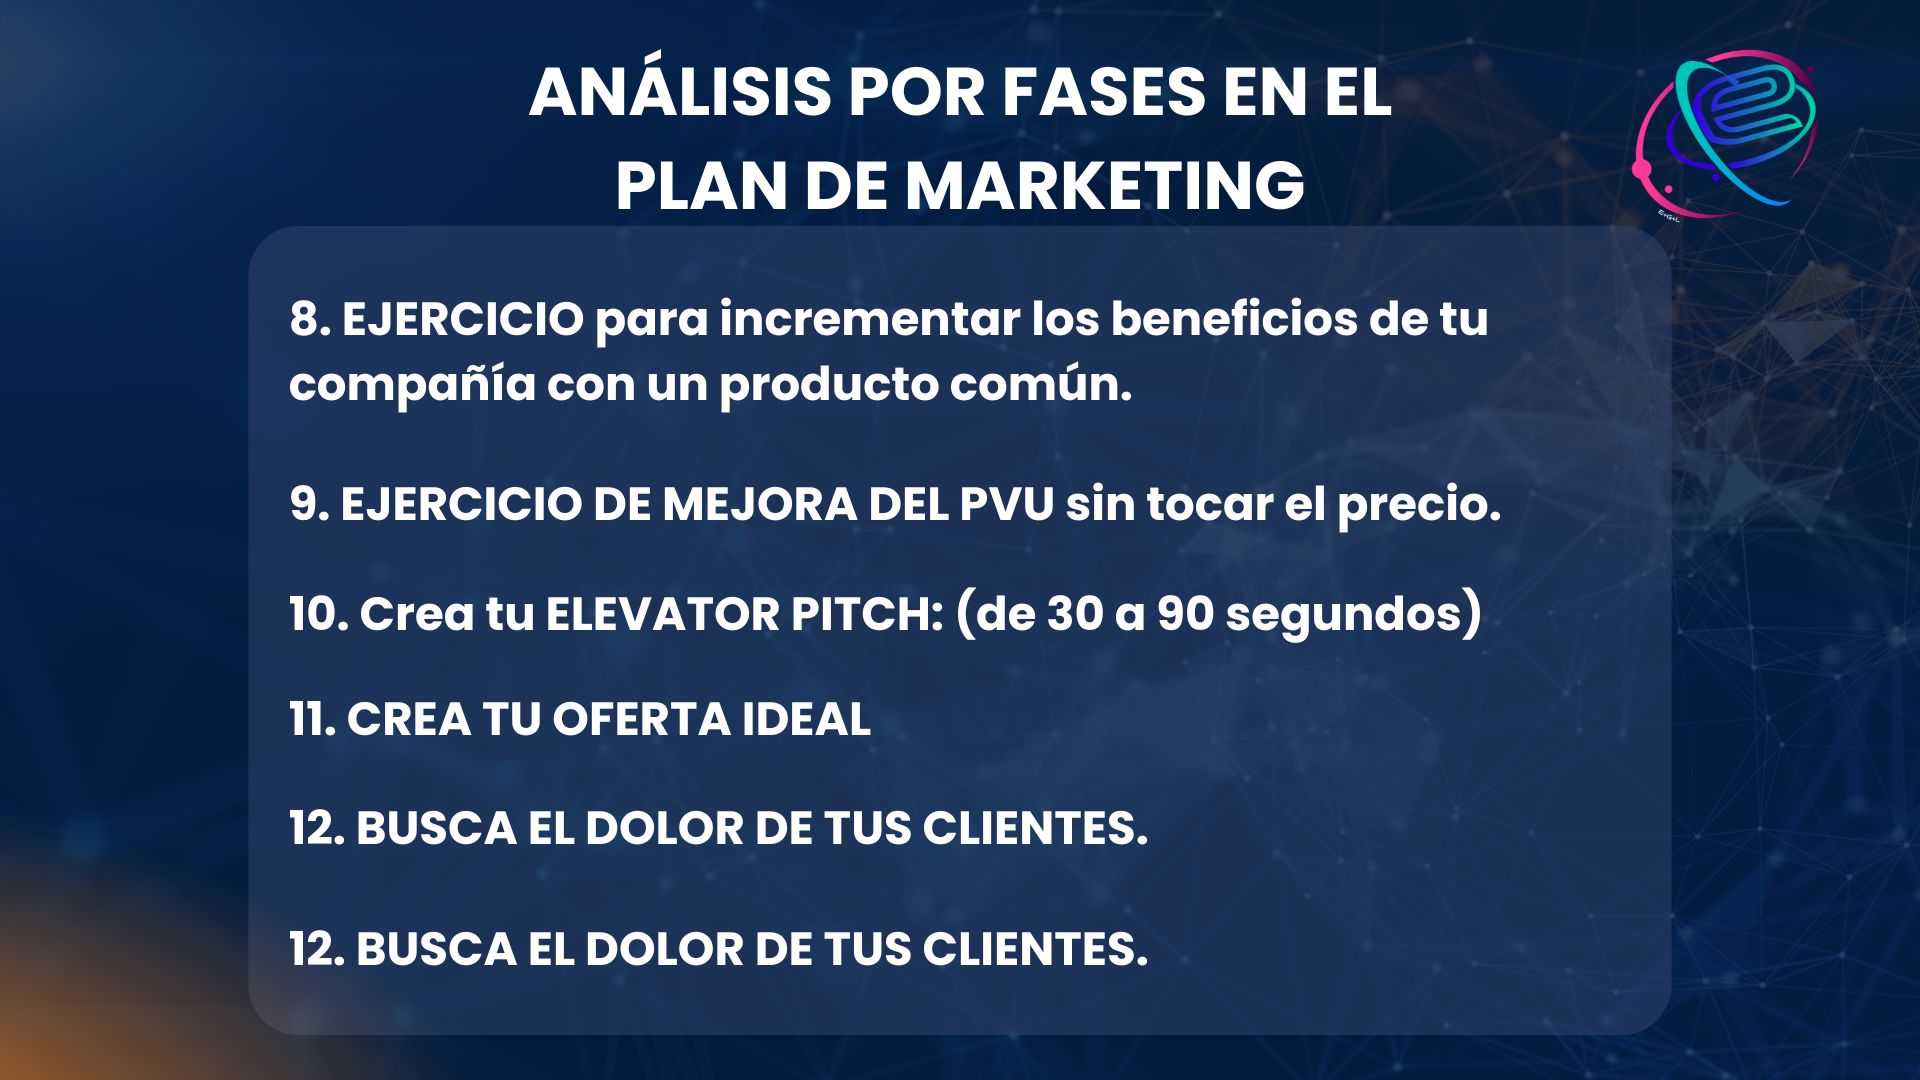 ANÁLISIS POR FASES EN EL
PLAN DE MARKETING
E+G+L
8. EJERCICIO para incrementar los beneficios de tu
compañía con un producto común.
9. EJERCICIO DE MEJORA DEL PVU sin tocar el precio.
10. Crea tu ELEVATOR PITCH: (de 30 a 90 segundos)
11. CREA TU OFERTA IDEAL
12. BUSCA EL DOLOR DE TUS CLIENTES.
12. BUSCA EL DOLOR DE TUS CLIENTES.